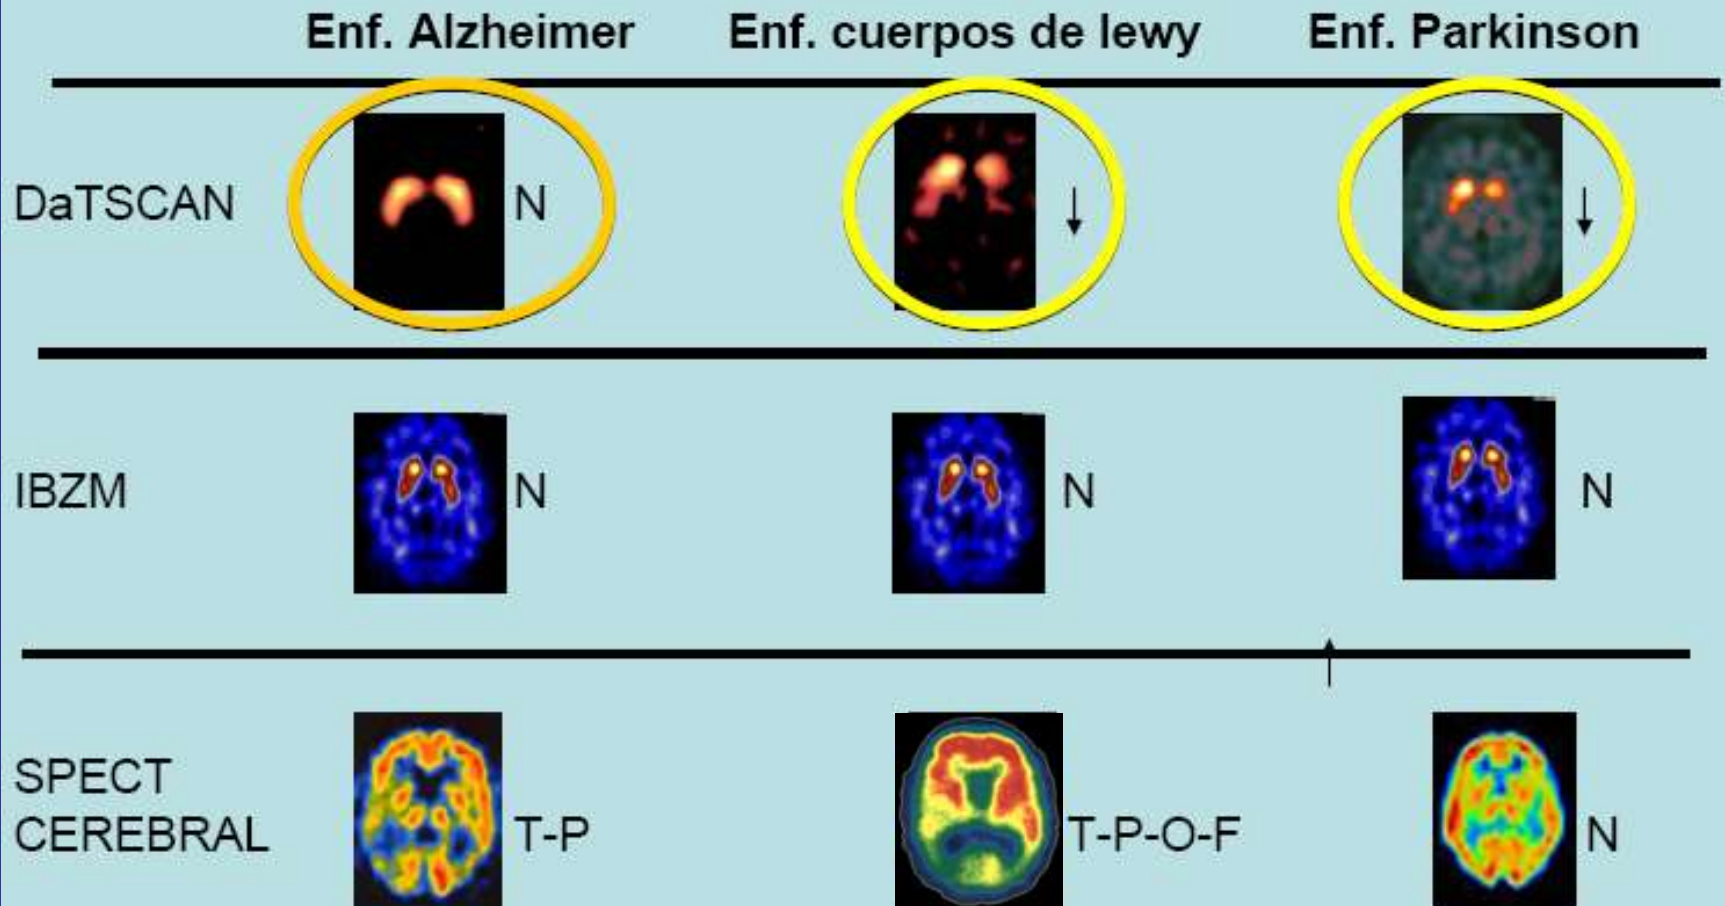 Enf. Alzheimer Enf. cuerpos de lewy Enf. Parkinson
DaTSCAN N ↓ ↓
IBZM N N N
SPECT
CEREBRAL T-P T-P-O-F N